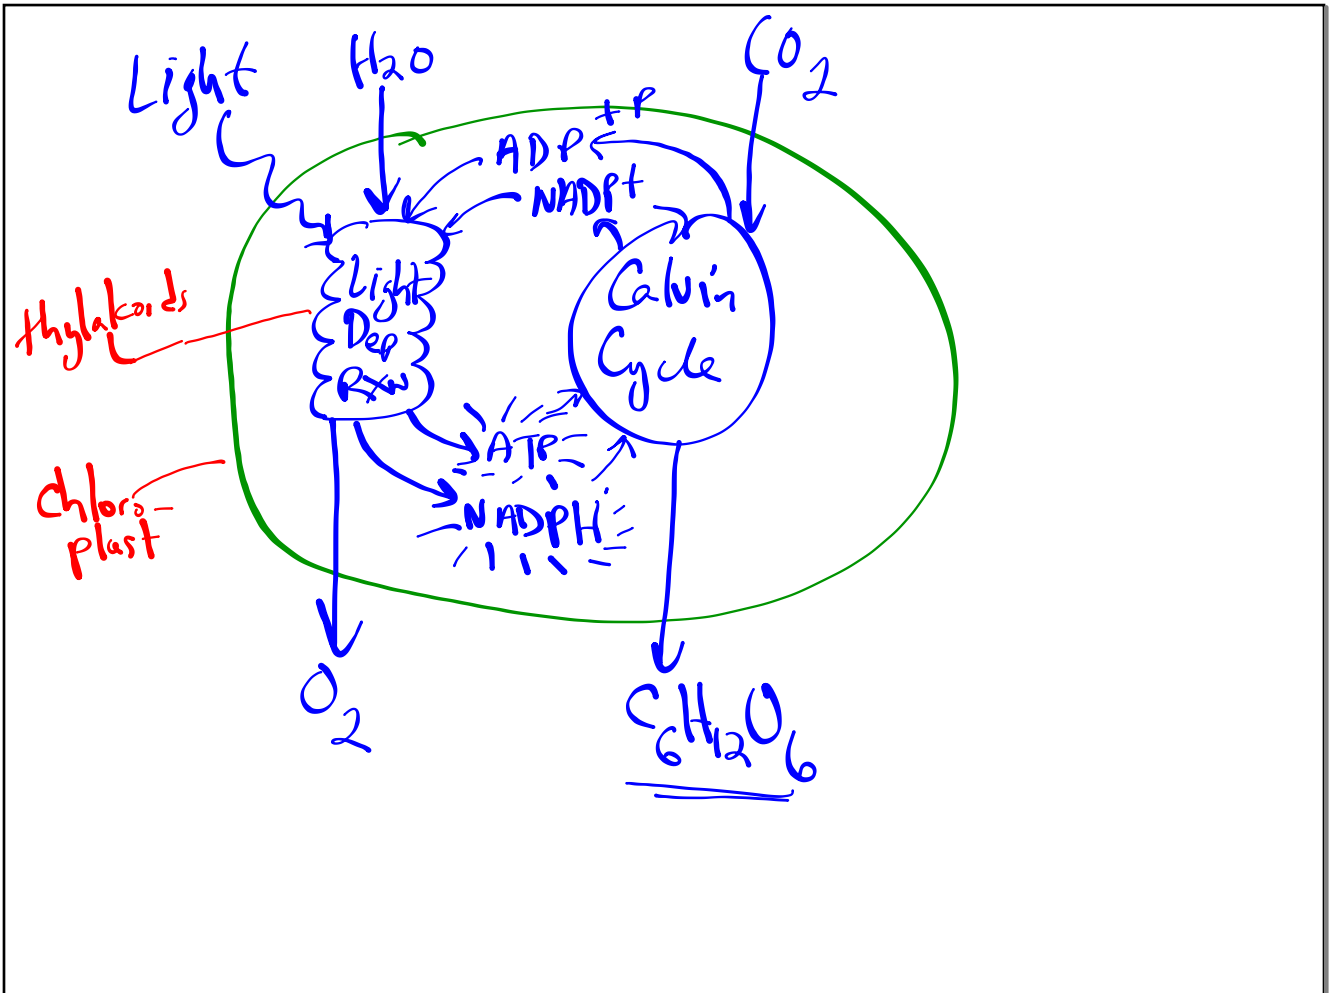 Light
H2O
CO2
ADP + P
NADP+
Light
Dep
Rxn
Calvin
Cycle
thylakoids
Chloro-
plast
ATP
NADPH
O2
C6H12O6